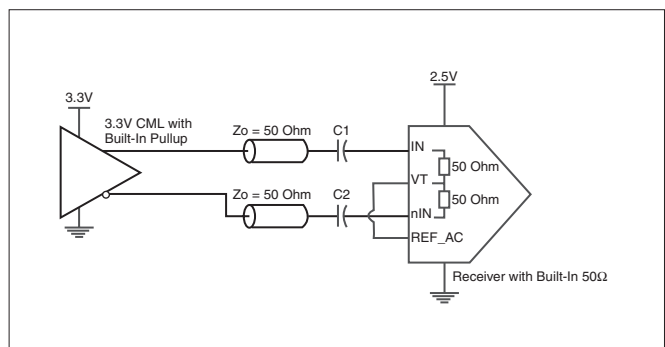 3.3V
3.3V CML with
Built-In Pullup
Zo = 50 Ohm
C1
Zo = 50 Ohm
C2
2.5V
IN
50 Ohm
VT
50 Ohm
nIN
REF_AC
Receiver with Built-In 50Ω